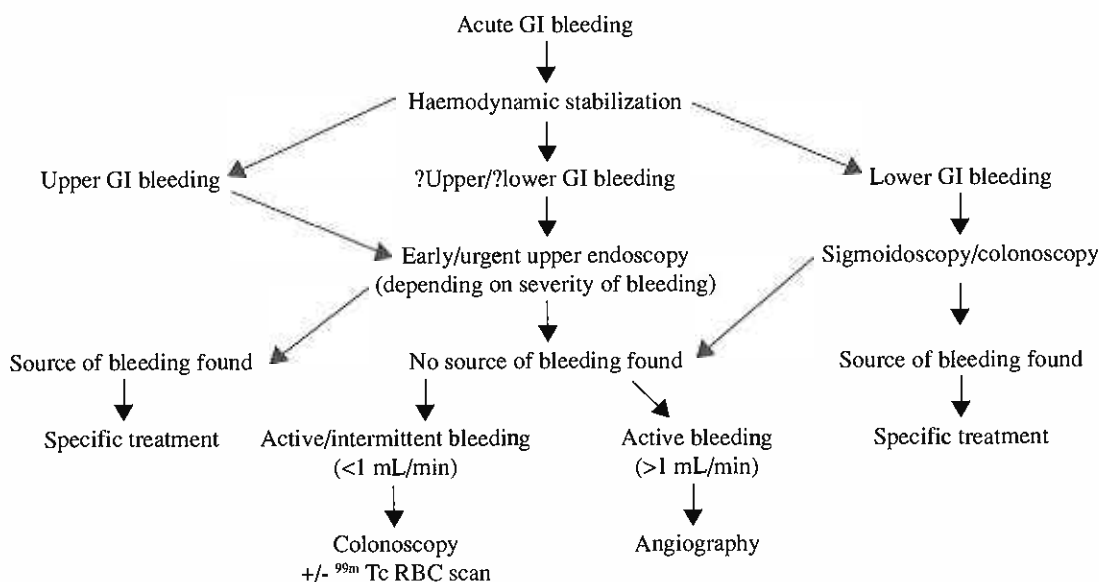 Acute GI bleeding
Haemodynamic stabilization
Upper GI bleeding
?Upper/?lower GI bleeding
Lower GI bleeding
Early/urgent upper endoscopy
(depending on severity of bleeding)
Sigmoidoscopy/colonoscopy
Source of bleeding found
No source of bleeding found
Source of bleeding found
Specific treatment
Active/intermittent bleeding
(<1 mL/min)
Active bleeding
(>1 mL/min)
Specific treatment
Colonoscopy
+/- 99m Tc RBC scan
Angiography